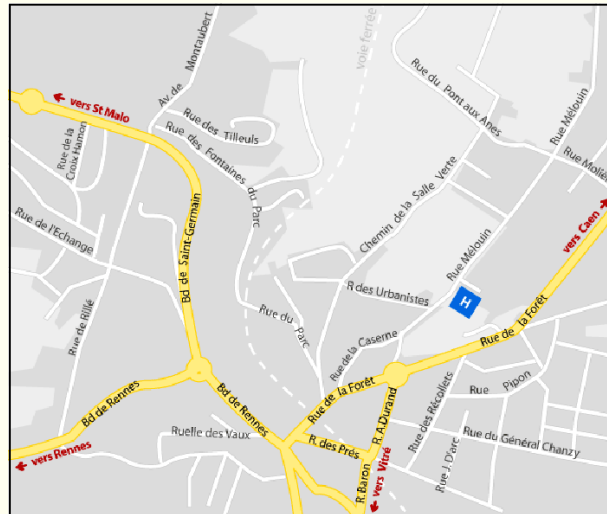 Av. de Montaubert
voie ferrée
Rue du Pont aux Anes
Rue Mélouin
← vers St Malo
Rue des Tilleuls
Rue des Fontaines du Parc
Rue de la
Croix Hamon
Chemin de la Salle Verte
Rue Moliè
vers Caen →
Rue de l'Echange
Bd de Saint-Germain
Rue Mélouin
R des Urbanistes
H
Rue du Parc
Rue de la Forêt
Rue de Rillé
Rue de la Caserne
Bd de Rennes
Bd de Rennes
Rue de la Forêt
R. A. Durand
Rue des Récollets
Rue Pipon
Ruelle des Vaux
R. des Prés
Rue du Général Chanzy
← vers Rennes
R. Baron
← vers Vitré
Rue J. D'arc